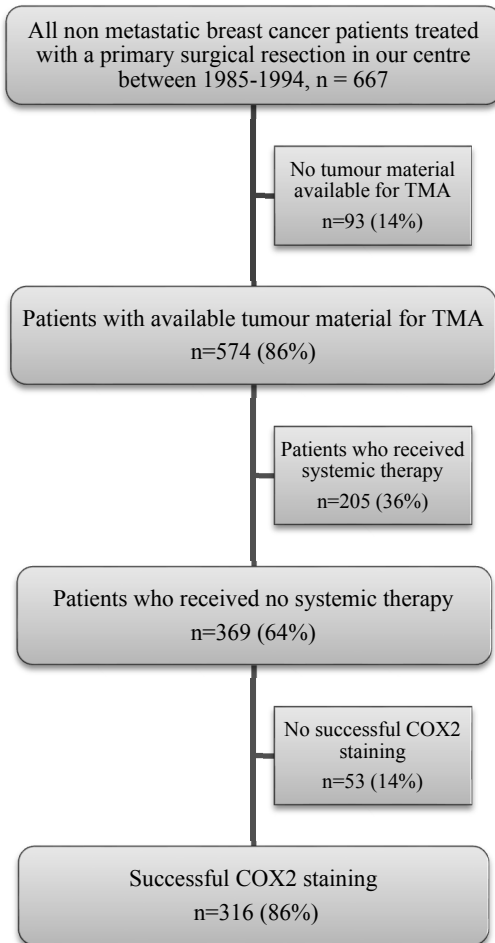 All non metastatic breast cancer patients treated
with a primary surgical resection in our centre
between 1985-1994, n = 667
No tumour material
available for TMA
n=93 (14%)
Patients with available tumour material for TMA
n=574 (86%)
Patients who received
systemic therapy
n=205 (36%)
Patients who received no systemic therapy
n=369 (64%)
No successful COX2
staining
n=53 (14%)
Successful COX2 staining
n=316 (86%)